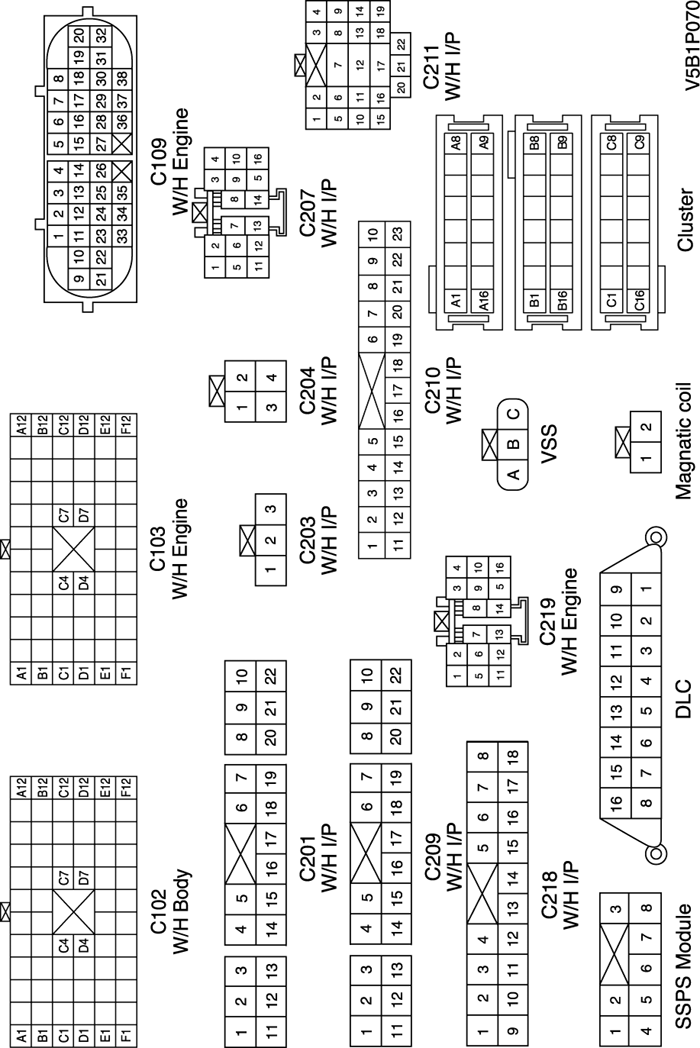 A1 A12
B1 B12
C1 C4 C7 C12
D1 D4 D7 D12
E1 E12
F1 F12
C102
W/H Body
A1 A12
B1 B12
C1 C4 C7 C12
D1 D4 D7 D12
E1 E12
F1 F12
C103
W/H Engine
1 2 3 4 5 6 7 8
9 10 11 12 13 14 15 16 17 18 19 20
21 22 23 24 25 26 27 28 29 30 31 32
33 34 35 36 37 38
C109
W/H Engine
1 2 3 4 5 6 7 8 9 10
11 12 13 14 15 16 17 18 19 20 21 22
C201
W/H I/P
1 2 3
C203
W/H I/P
1 2
3 4
C204
W/H I/P
1 2 3 4
5 6 7 8 9 10
11 12 13 14 5 16
C207
W/H I/P
1 2 3 4 5 6 7 8 9 10
11 12 13 14 15 16 17 18 19 20 21 22
C209
W/H I/P
1 2 3 4 5 6 7 8 9 10
11 12 13 14 15 16 17 18 19 20 21 22 23
C210
W/H I/P
1 2 3 4
5 6 7 8 9
10 11 12 13 14
15 16 17 18 19
20 21 22
C211
W/H I/P
1 2 3 4 5 6 7 8
9 10 11 12 13 14 15 16 17 18
C218
W/H I/P
1 2 3 4
5 6 7 8 9 10
11 12 13 14 5 16
C219
W/H Engine
A B C
VSS
A1 A8
A16 A9
B1 B8
B16 B9
C1 C8
C16 C9
Cluster
1 2 3
4 5 6 7 8
SSPS Module
16 15 14 13 12 11 10 9
8 7 6 5 4 3 2 1
DLC
1 2
Magnatic coil
V5B1P070